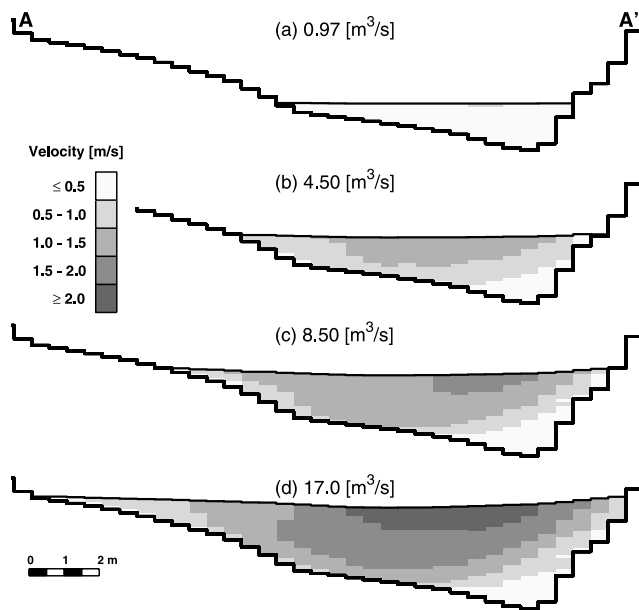 A
A'
(a) 0.97 [m³/s]
Velocity [m/s]
≤ 0.5
0.5 - 1.0
1.0 - 1.5
1.5 - 2.0
≥ 2.0
(b) 4.50 [m³/s]
(c) 8.50 [m³/s]
(d) 17.0 [m³/s]
0 1 2 m